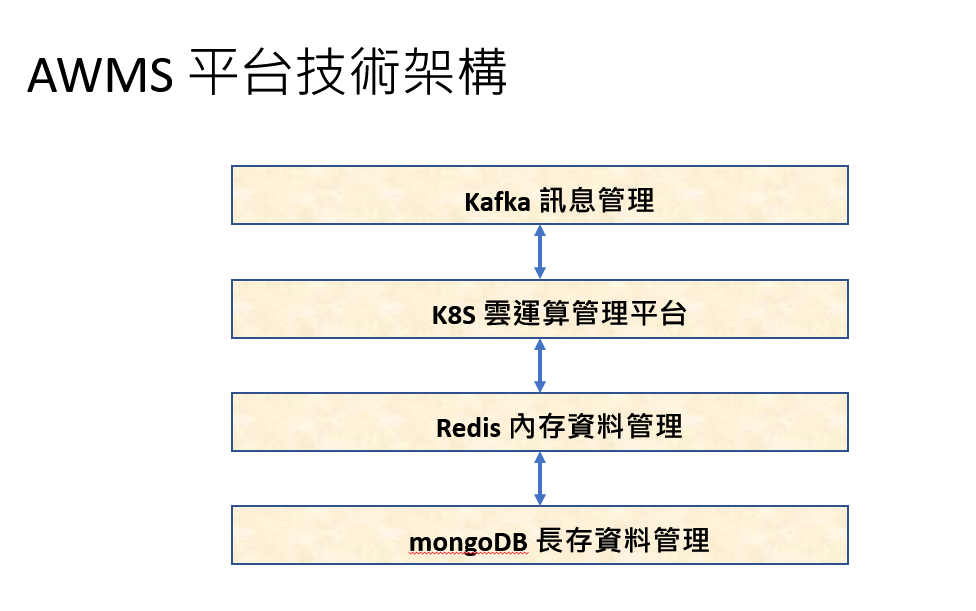 AWMS 平台技術架構
Kafka 訊息管理
K8S 雲運算管理平台
Redis 內存資料管理
mongoDB 長存資料管理